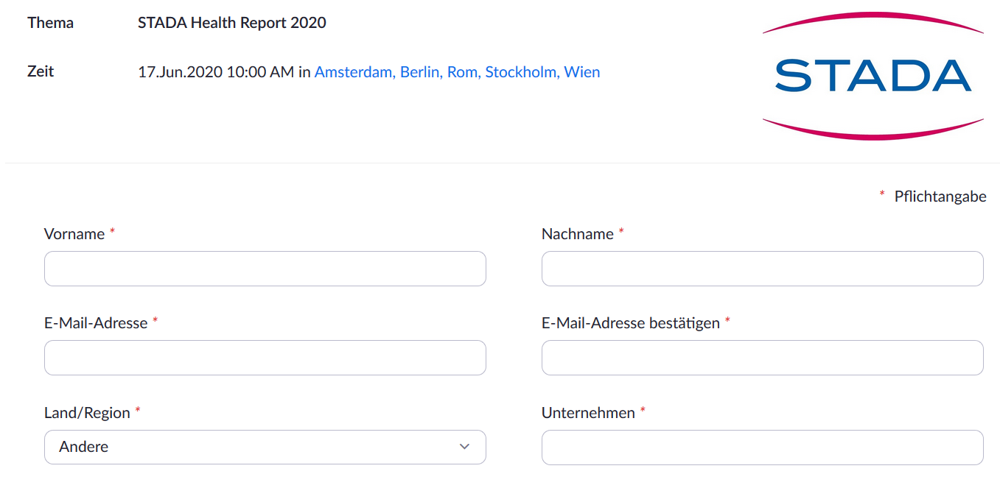 Thema STADA Health Report 2020
STADA
Zeit 17.Jun.2020 10:00 AM in Amsterdam, Berlin, Rom, Stockholm, Wien
* Pflichtangabe
Vorname * Nachname *
E-Mail-Adresse * E-Mail-Adresse bestätigen *
Land/Region * Unternehmen *
Andere